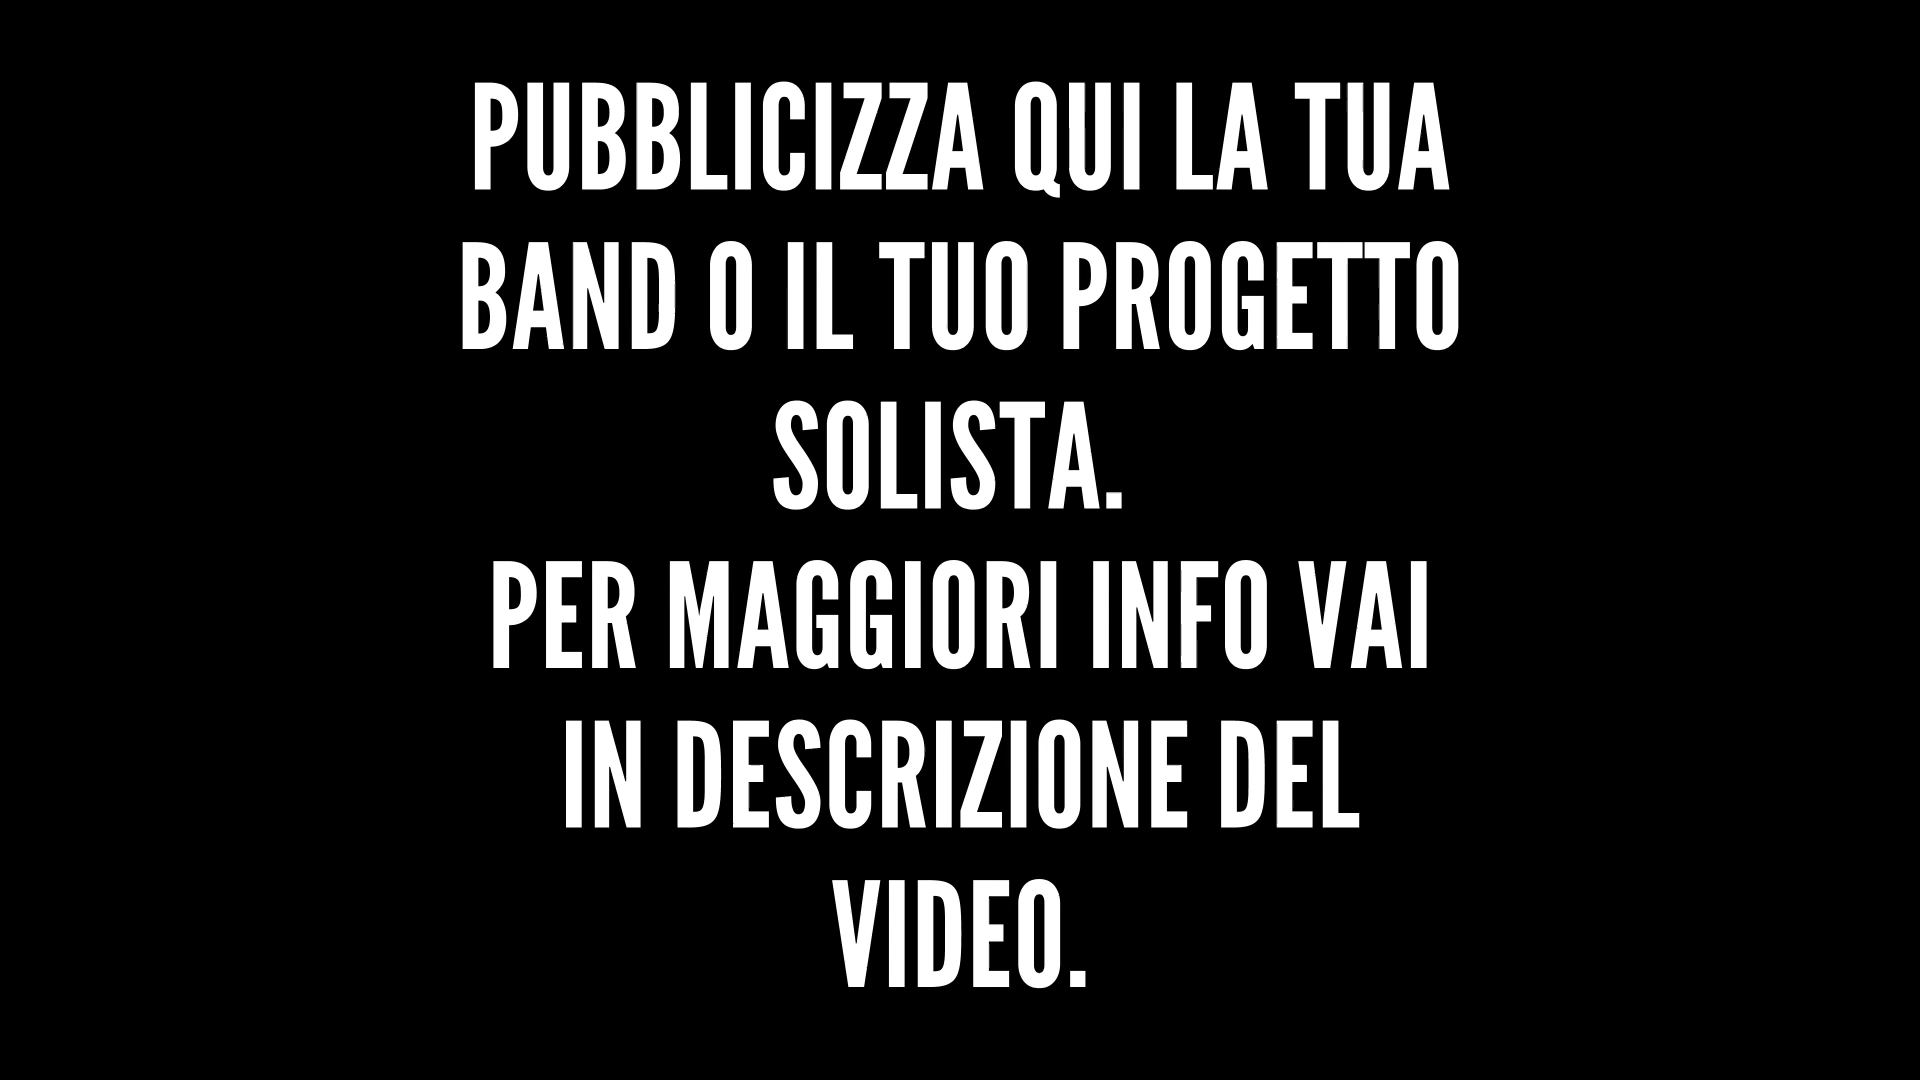 PUBBLICIZZA QUI LA TUA
BAND O IL TUO PROGETTO
SOLISTA.
PER MAGGIORI INFO VAI
IN DESCRIZIONE DEL
VIDEO.